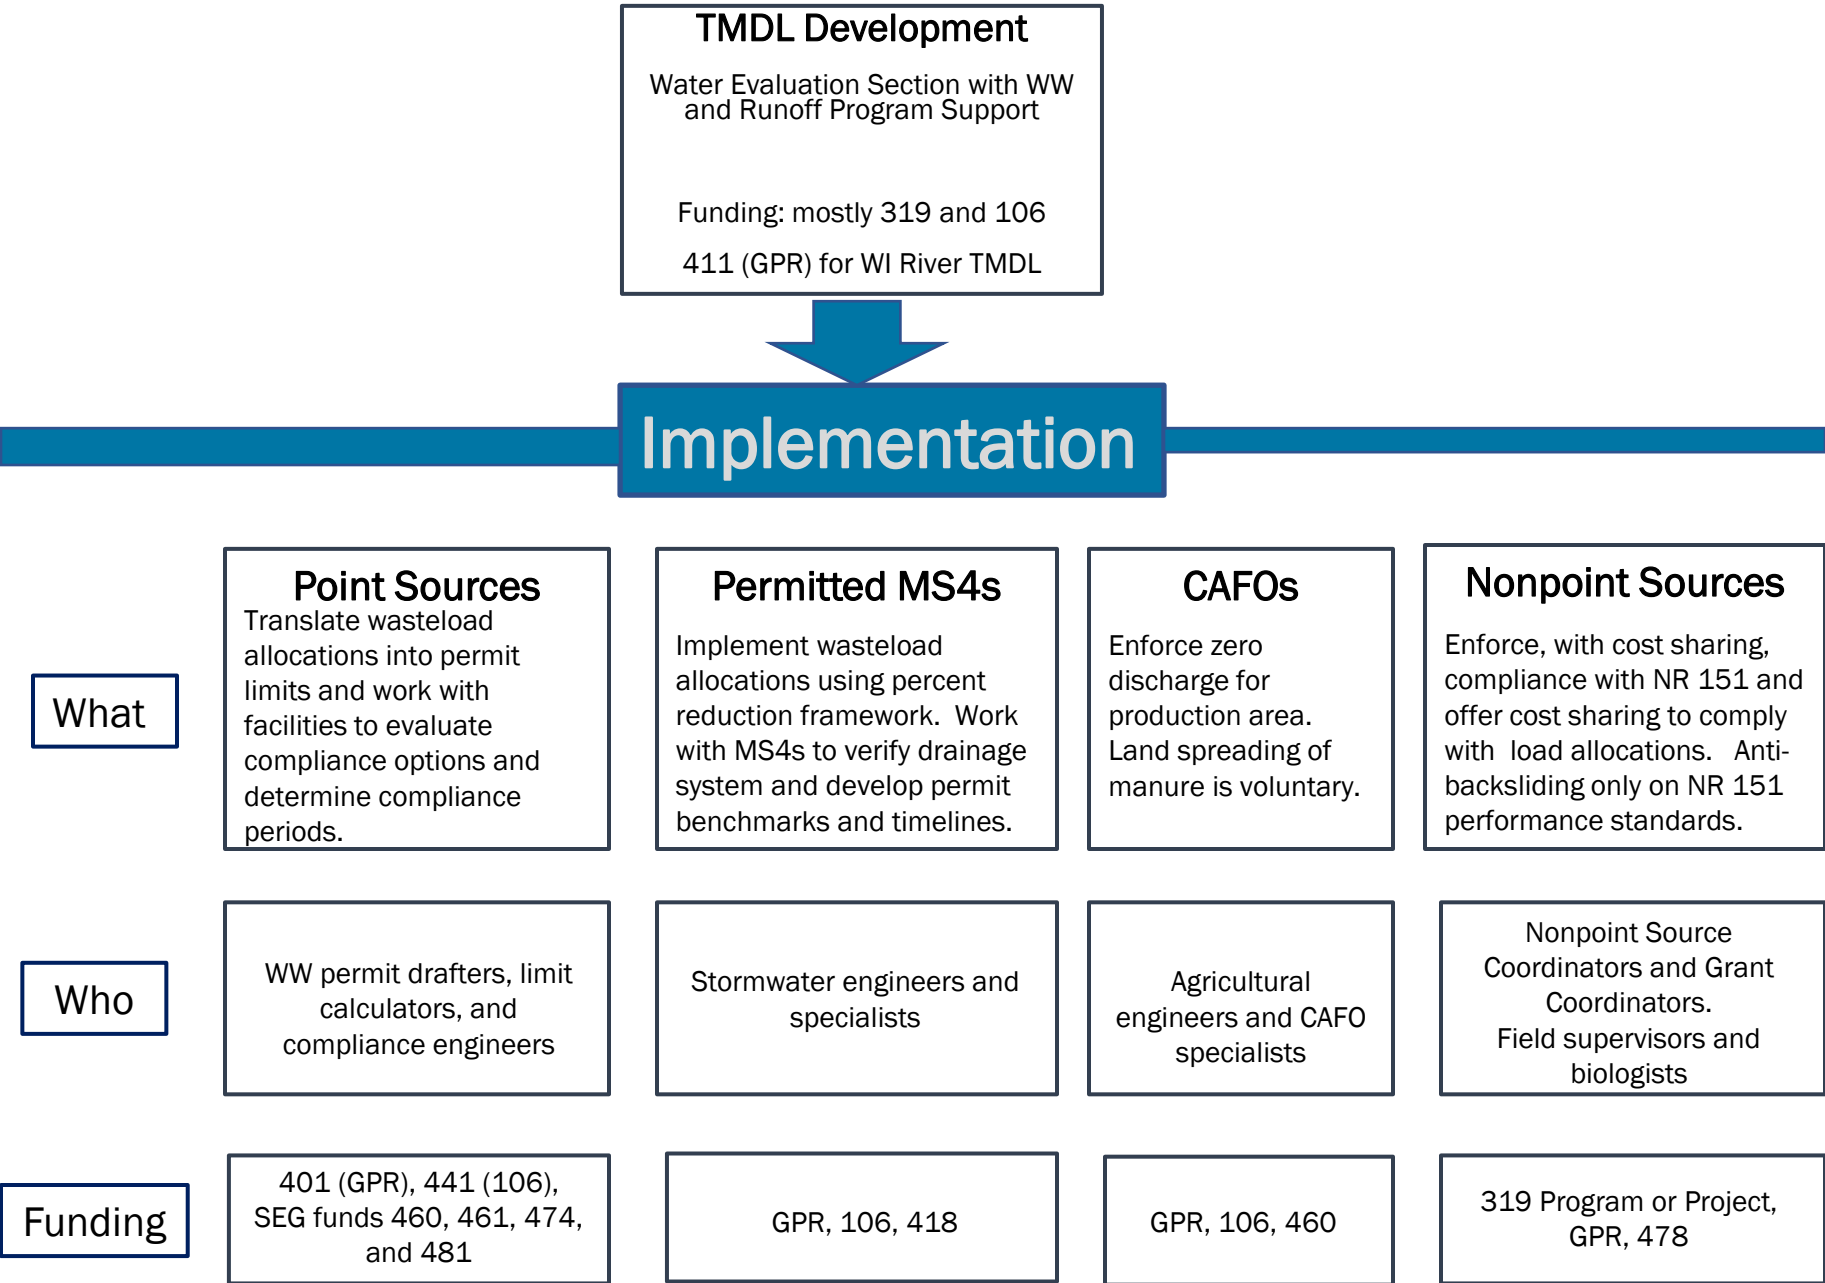 TMDL Development
Water Evaluation Section with WW
and Runoff Program Support
Funding: mostly 319 and 106
411 (GPR) for WI River TMDL
Implementation
What
Point Sources
Translate wasteload
allocations into permit
limits and work with
facilities to evaluate
compliance options and
determine compliance
periods.
Permitted MS4s
Implement wasteload
allocations using percent
reduction framework.  Work
with MS4s to verify drainage
system and develop permit
benchmarks and timelines.
CAFOs
Enforce zero
discharge for
production area.
Land spreading of
manure is voluntary.
Nonpoint Sources
Enforce, with cost sharing,
compliance with NR 151 and
offer cost sharing to comply
with  load allocations.   Anti-
backsliding only on NR 151
performance standards.
Who
WW permit drafters, limit
calculators, and
compliance engineers
Stormwater engineers and
specialists
Agricultural
engineers and CAFO
specialists
Nonpoint Source
Coordinators and Grant
Coordinators.
Field supervisors and
biologists
Funding
401 (GPR), 441 (106),
SEG funds 460, 461, 474,
and 481
GPR, 106, 418
GPR, 106, 460
319 Program or Project,
GPR, 478